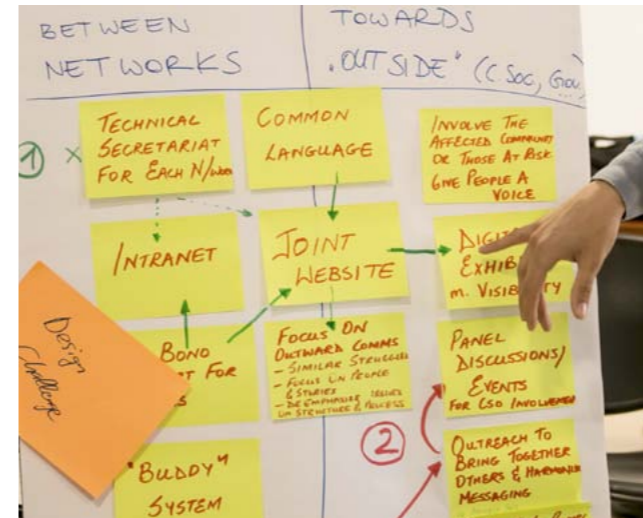 BETWEEN
NETWORKS
TOWARDS
"OUTSIDE" (C. Soc, Gov.
1 X
TECHNICAL
SECRETARIAT
FOR EACH N/WORK
COMMON
LANGUAGE
INVOLVE THE
AFFECTED COMMUNITY
OR THOSE AT RISK
GIVE PEOPLE A
VOICE
INTRANET
JOINT
WEBSITE
EXHIB
M. VISIBILITY
Design
Challenge
BONO
FOR
FOCUS ON
OUTWARD COMMS
- SIMILAR STRUGGLES
- FOCUS ON PEOPLE
& STORIES
- DE EMPHASIZE ISSUES
ON STRUCTURE & PROCESS
PANEL
DISCUSSIONS/
EVENTS
FOR CSO INVOLVEMENT
2
"BUDDY"
SYSTEM
OUTREACH TO
BRING TOGETHER
OTHERS & HARMONIZE
MESSAGING